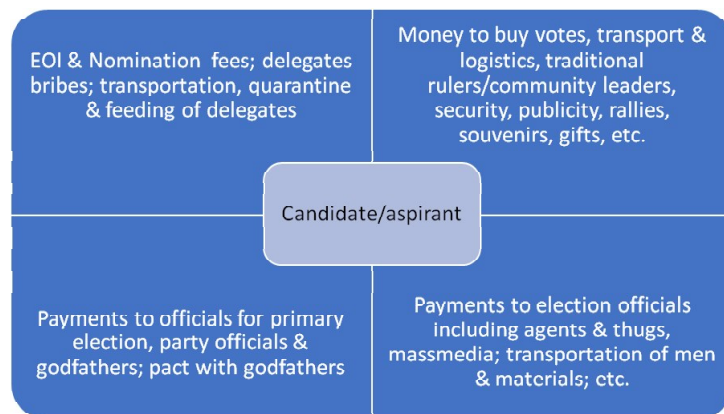 EOI & Nomination fees; delegates
bribes; transportation, quarantine
& feeding of delegates
Money to buy votes, transport &
logistics, traditional
rulers/community leaders,
security, publicity, rallies,
souvenirs, gifts, etc.
Candidate/aspirant
Payments to officials for primary
election, party officials &
godfathers; pact with godfathers
Payments to election officials
including agents & thugs,
massmedia; transportation of men
& materials; etc.